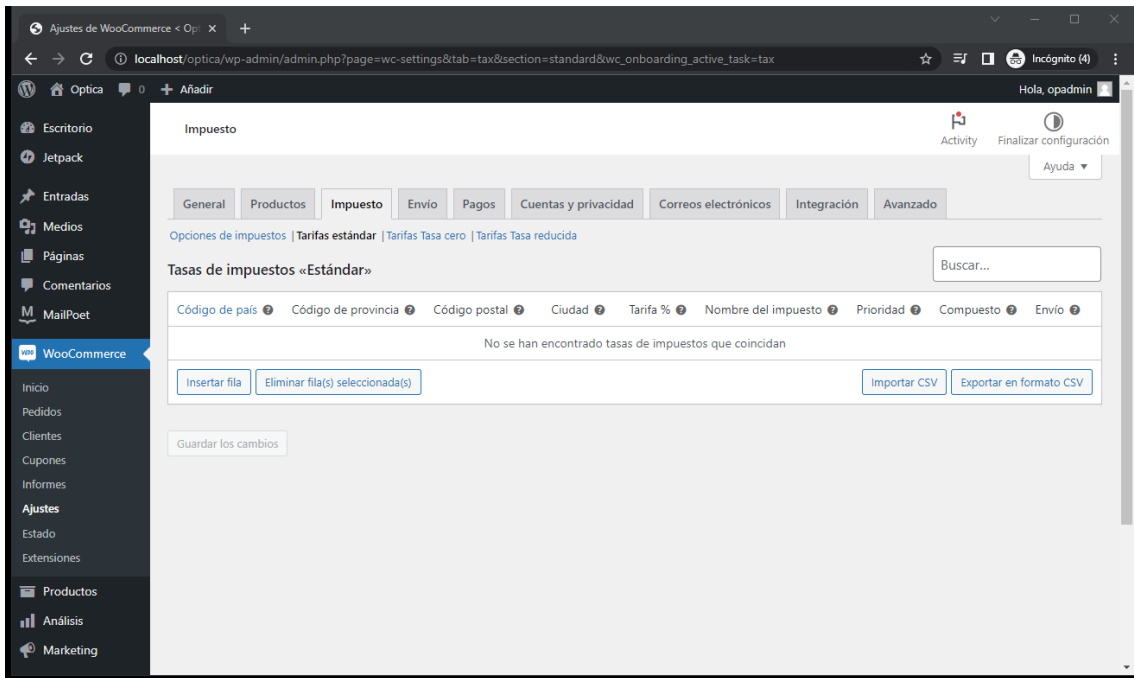 Ajustes de WooCommerce < Opt
localhost/optica/wp-admin/admin.php?page=wc-settings&tab=tax&section=standard&wc_onboarding_active_task=tax
Incógnito (4)
Optica 0 Añadir
Hola, opadmin
Escritorio
Jetpack
Entradas
Medios
Páginas
Comentarios
MailPoet
WooCommerce
Inicio
Pedidos
Clientes
Cupones
Informes
Ajustes
Estado
Extensiones
Productos
Análisis
Marketing
Impuesto
Activity
Finalizar configuración
Ayuda
General Productos Impuesto Envío Pagos Cuentas y privacidad Correos electrónicos Integración Avanzado
Opciones de impuestos | Tarifas estándar | Tarifas Tasa cero | Tarifas Tasa reducida
Tasas de impuestos «Estándar»
Buscar...
Código de país Código de provincia Código postal Ciudad Tarifa % Nombre del impuesto Prioridad Compuesto Envío
No se han encontrado tasas de impuestos que coincidan
Insertar fila Eliminar fila(s) seleccionada(s) Importar CSV Exportar en formato CSV
Guardar los cambios